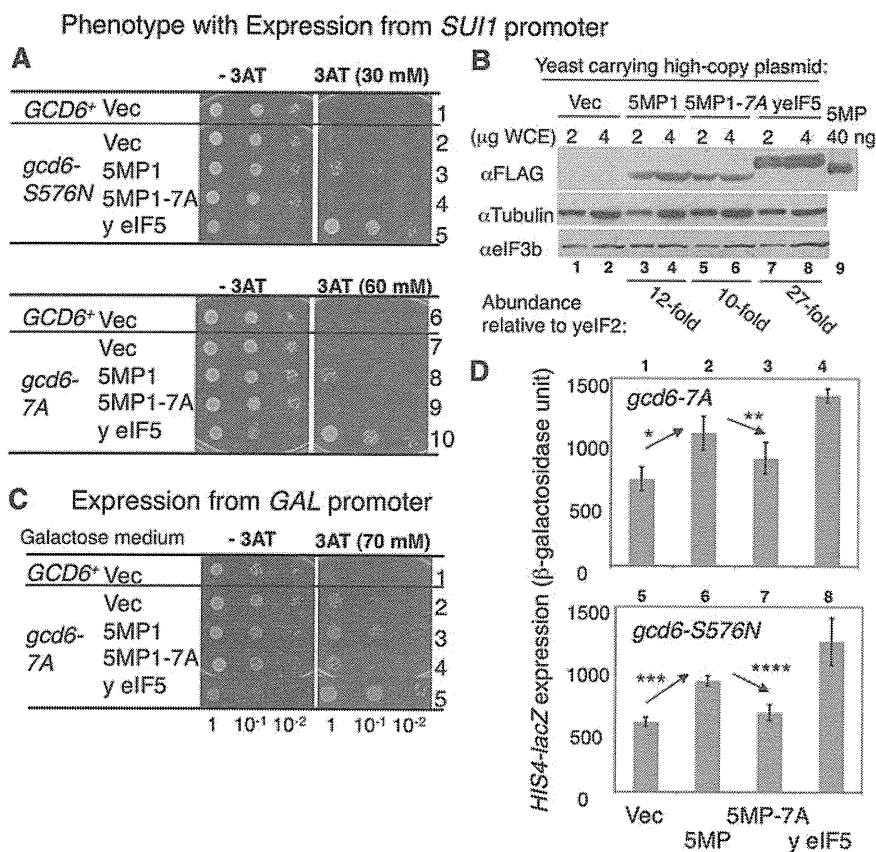 Phenotype with Expression from SUI1 promoter
A
- 3AT 3AT (30 mM)
GCD6+ Vec 1
gcd6-S576N
Vec 2
5MP1 3
5MP1-7A 4
y eIF5 5
- 3AT 3AT (60 mM)
GCD6+ Vec 6
gcd6-7A
Vec 7
5MP1 8
5MP1-7A 9
y eIF5 10
B
Yeast carrying high-copy plasmid:
Vec 5MP1 5MP1-7A yeIF5 5MP
(µg WCE) 2 4 2 4 2 4 2 4 40 ng
αFLAG
αTubulin
αeIF3b
1 2 3 4 5 6 7 8 9
Abundance relative to yeIF2:
12-fold 10-fold 27-fold
C Expression from GAL promoter
Galactose medium - 3AT 3AT (70 mM)
GCD6+ Vec 1
gcd6-7A
Vec 2
5MP1 3
5MP1-7A 4
y eIF5 5
1 10-1 10-2 1 10-1 10-2
D
HIS4-lacZ expression (β-galactosidase unit)
1 2 3 4
1500
1000
500
0
gcd6-7A
* **
5 6 7 8
1500
1000
500
0
gcd6-S576N
*** ****
Vec 5MP-7A
5MP y eIF5